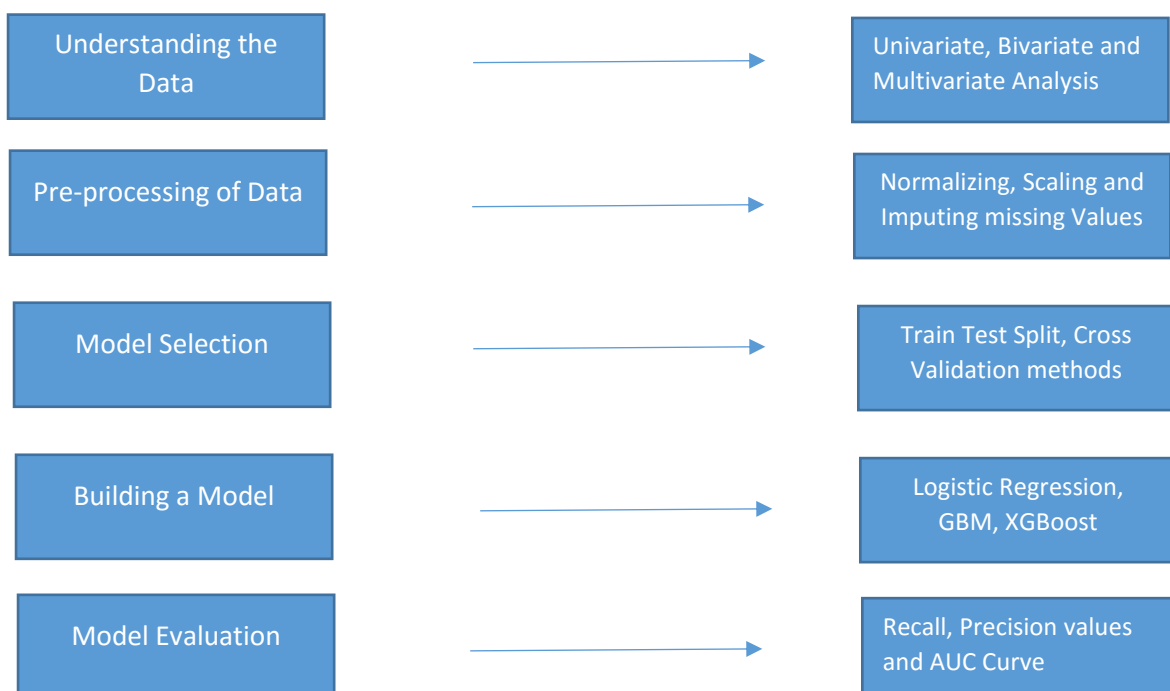 Understanding the
Data
Univariate, Bivariate and
Multivariate Analysis
Pre-processing of Data
Normalizing, Scaling and
Imputing missing Values
Model Selection
Train Test Split, Cross
Validation methods
Building a Model
Logistic Regression,
GBM, XGBoost
Model Evaluation
Recall, Precision values
and AUC Curve